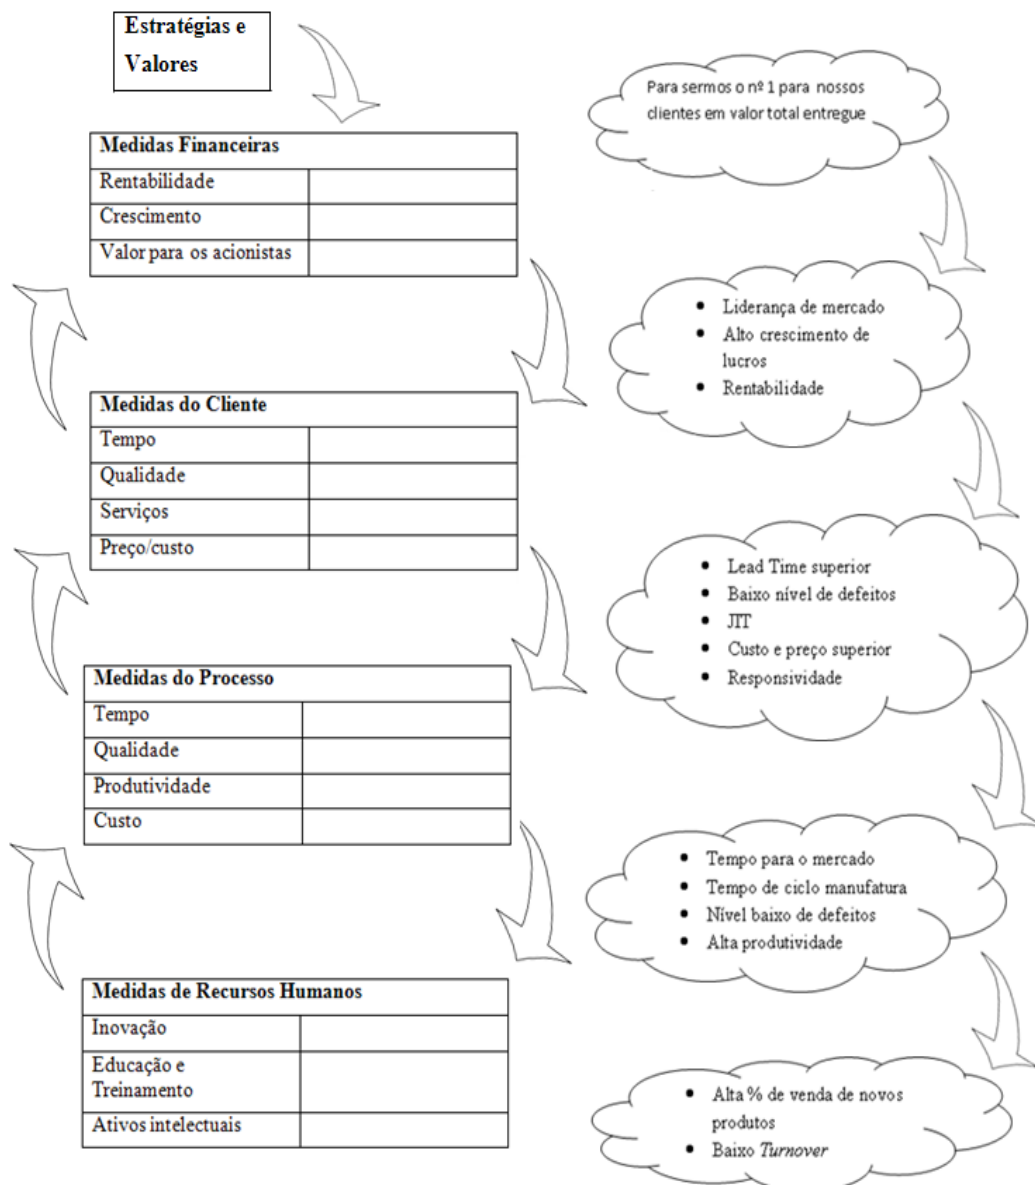 Estratégias e
Valores
Medidas Financeiras
Rentabilidade
Crescimento
Valor para os acionistas
Medidas do Cliente
Tempo
Qualidade
Serviços
Preço/custo
Medidas do Processo
Tempo
Qualidade
Produtividade
Custo
Medidas de Recursos Humanos
Inovação
Educação e
Treinamento
Ativos intelectuais
Para sermos o nº 1 para nossos
clientes em valor total entregue
• Liderança de mercado
• Alto crescimento de
lucros
• Rentabilidade
• Lead Time superior
• Baixo nível de defeitos
• JIT
• Custo e preço superior
• Responsividade
• Tempo para o mercado
• Tempo de ciclo manufatura
• Nível baixo de defeitos
• Alta produtividade
• Alta % de venda de novos
produtos
• Baixo Turnover